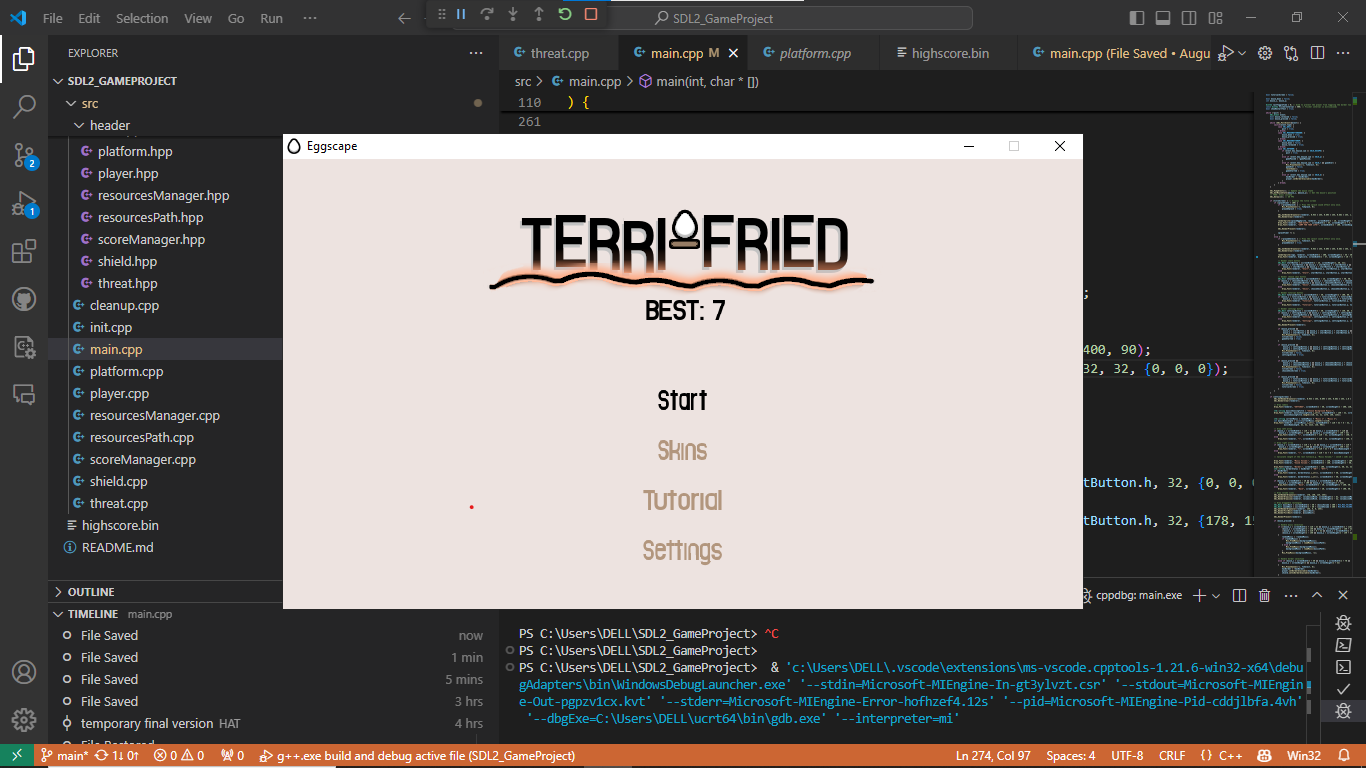 File Edit Selection View Go Run ··· SDL2_GameProject
EXPLORER
SDL2_GAMEPROJECT
src
header
platform.hpp
player.hpp
resourcesManager.hpp
resourcesPath.hpp
scoreManager.hpp
shield.hpp
threat.hpp
cleanup.cpp
init.cpp
main.cpp
platform.cpp
player.cpp
resourcesManager.cpp
resourcesPath.cpp
scoreManager.cpp
shield.cpp
threat.cpp
highscore.bin
README.md
OUTLINE
TIMELINE main.cpp
File Saved now
File Saved 1 min
File Saved 5 mins
File Saved 3 hrs
temporary final version HAT 4 hrs
2
1
threat.cpp main.cpp M platform.cpp highscore.bin main.cpp (File Saved • Augu
src > main.cpp > main(int, char * [])
110 ) {
261
Eggscape
TERRI FRIED
BEST: 7
Start
Skins
Tutorial
Settings
;
400, 90);
32, 32, {0, 0, 0});
tButton.h, 32, {0, 0,
tButton.h, 32, {178, 15
cppdbg: main.exe
PS C:\Users\DELL\SDL2_GameProject> ^C
PS C:\Users\DELL\SDL2_GameProject>
PS C:\Users\DELL\SDL2_GameProject> & 'c:\Users\DELL\.vscode\extensions\ms-vscode.cpptools-1.21.6-win32-x64\debu
gAdapters\bin\WindowsDebugLauncher.exe' '--stdin=Microsoft-MIEngine-In-gt3ylvzt.csr' '--stdout=Microsoft-MIEngin
e-Out-pgpzv1cx.kvt' '--stderr=Microsoft-MIEngine-Error-hofhzef4.12s' '--pid=Microsoft-MIEngine-Pid-cddjlbfa.4vh'
'--dbgExe=C:\Users\DELL\ucrt64\bin\gdb.exe' '--interpreter=mi'
main* 1↓ 0↑ 0 0 0 g++.exe build and debug active file (SDL2_GameProject) Ln 274, Col 97 Spaces: 4 UTF-8 CRLF {} C++ Win32